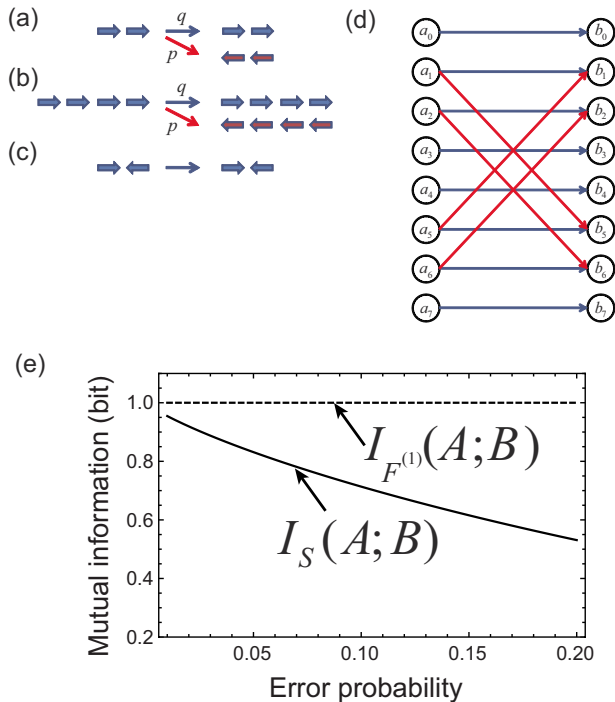 (a)
q
p
(b)
q
p
(c)
(d)
a₀ b₀
a₁ b₁
a₂ b₂
a₃ b₃
a₄ b₄
a₅ b₅
a₆ b₆
a₇ b₇
(e)
Mutual information (bit)
1.0
0.8
0.6
0.4
0.2
I_F⁽¹⁾(A;B)
I_S(A;B)
0.05 0.10 0.15 0.20
Error probability